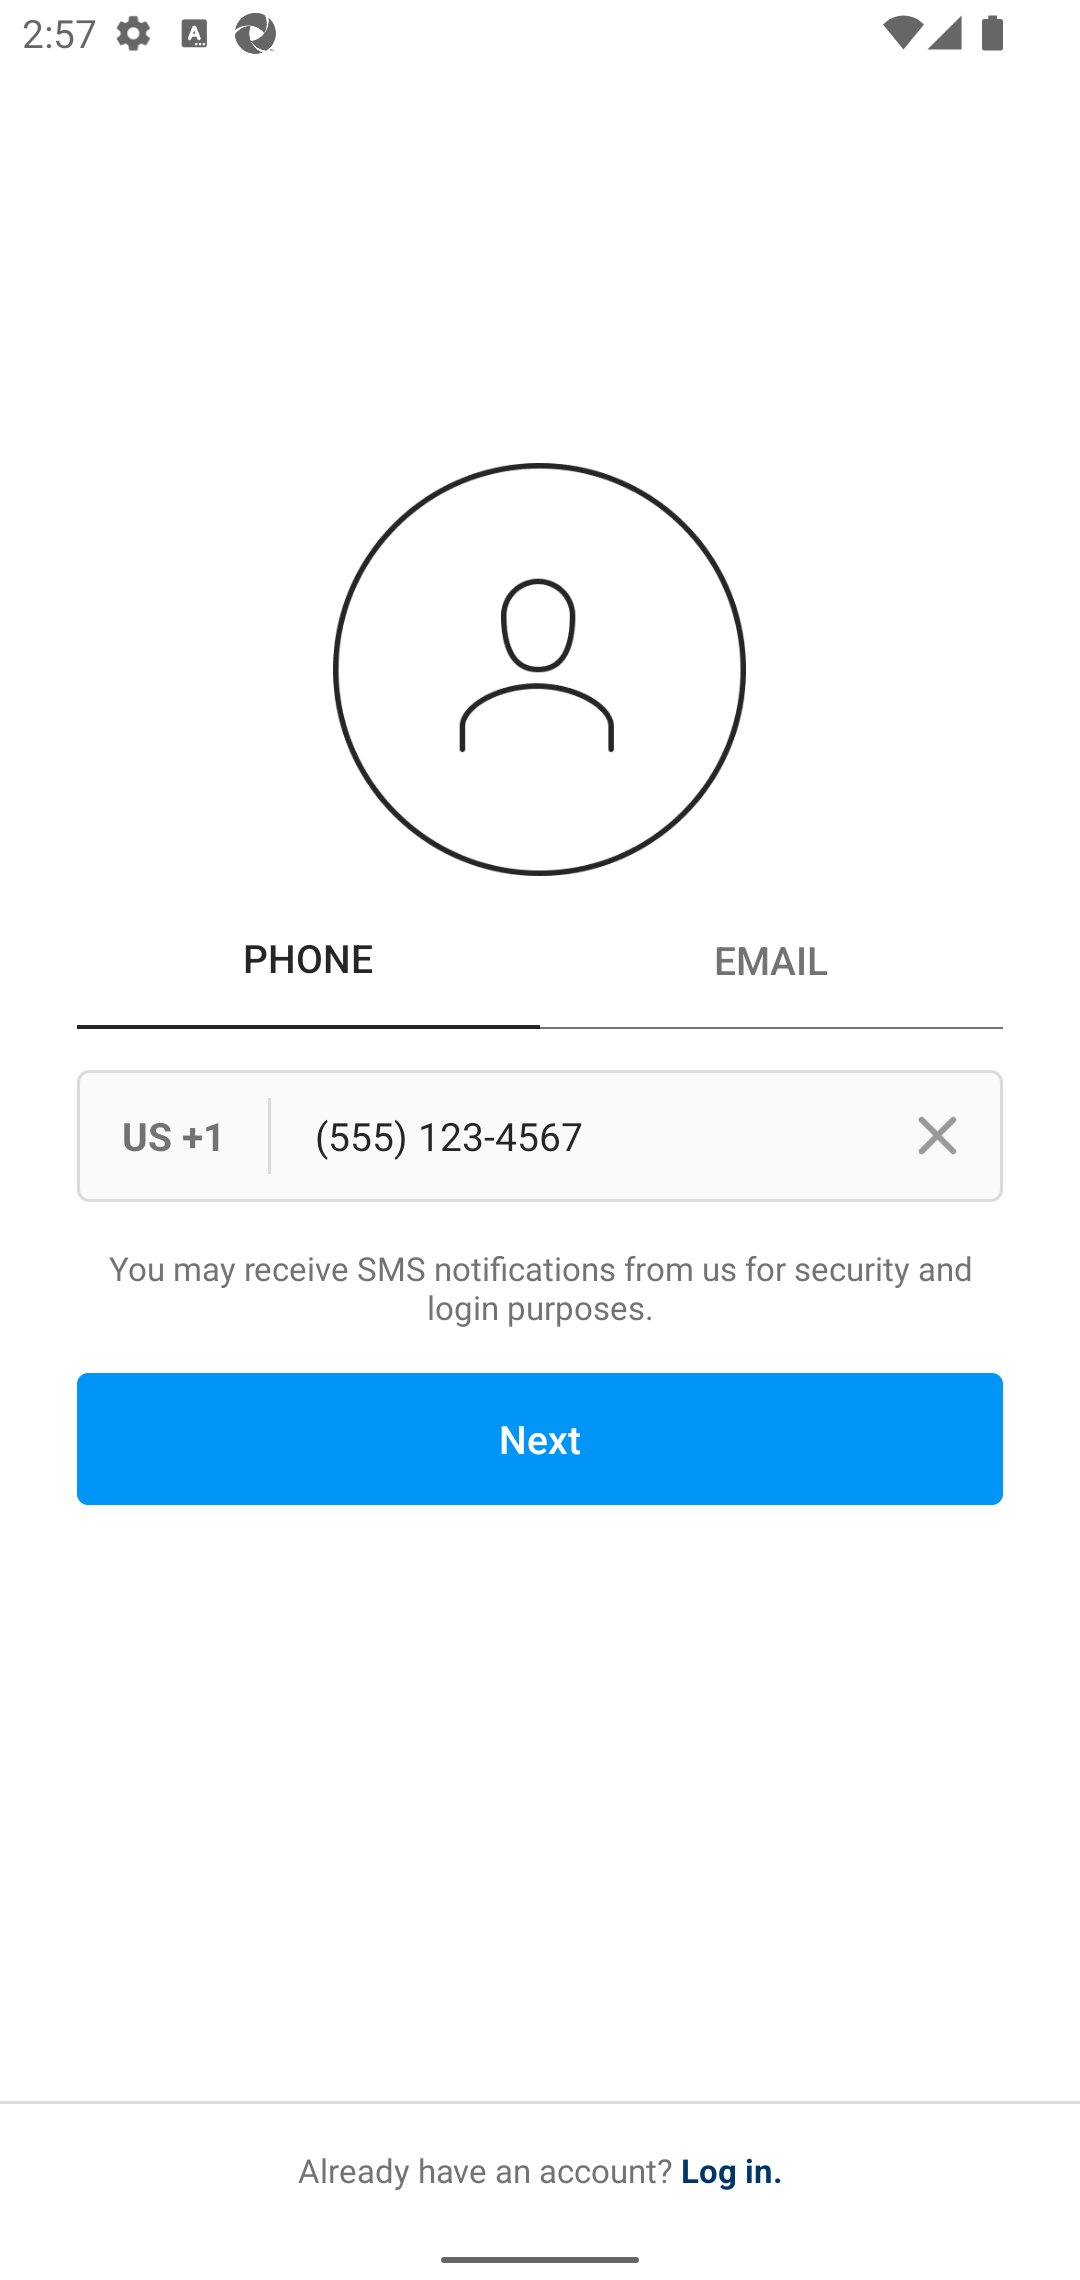 2:57
PHONE
EMAIL
US +1
(555) 123-4567
You may receive SMS notifications from us for security and
login purposes.
Next
Already have an account? Log in.